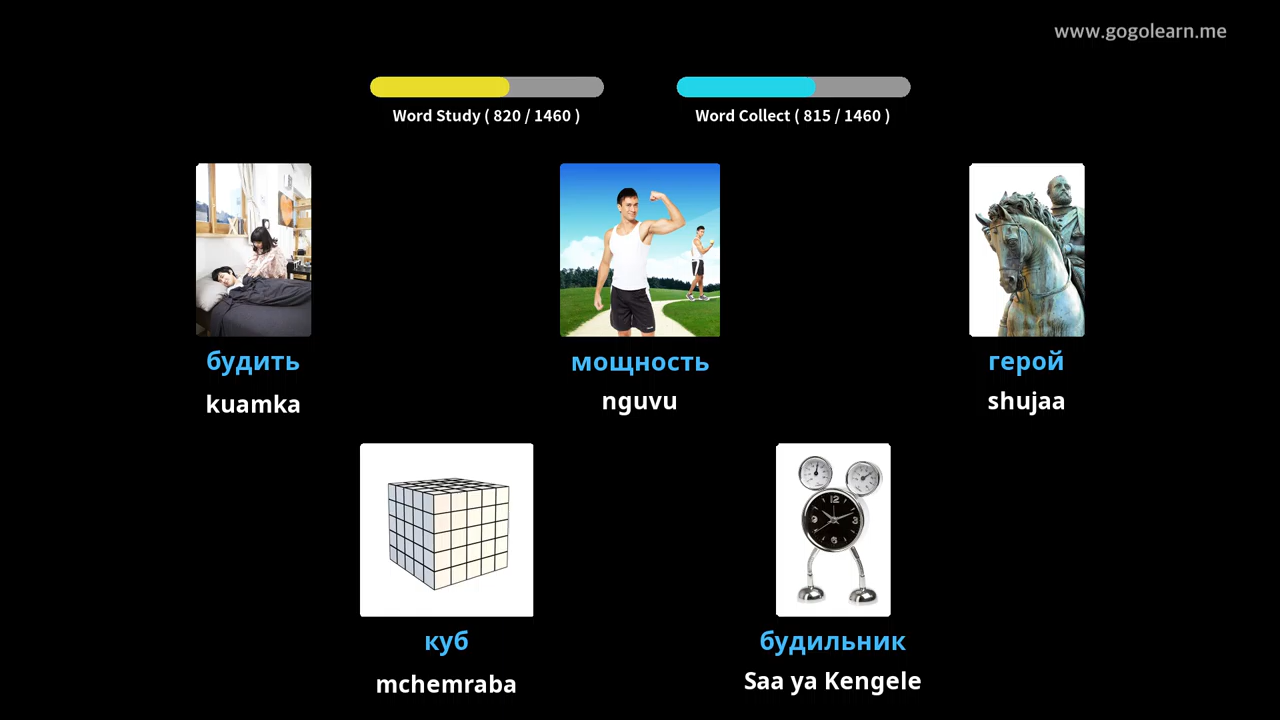 www.gogolearn.me
Word Study ( 820 / 1460 )
Word Collect ( 815 / 1460 )
будить
мощность
герой
kuamka
nguvu
shujaa
куб
будильник
mchemraba
Saa ya Kengele